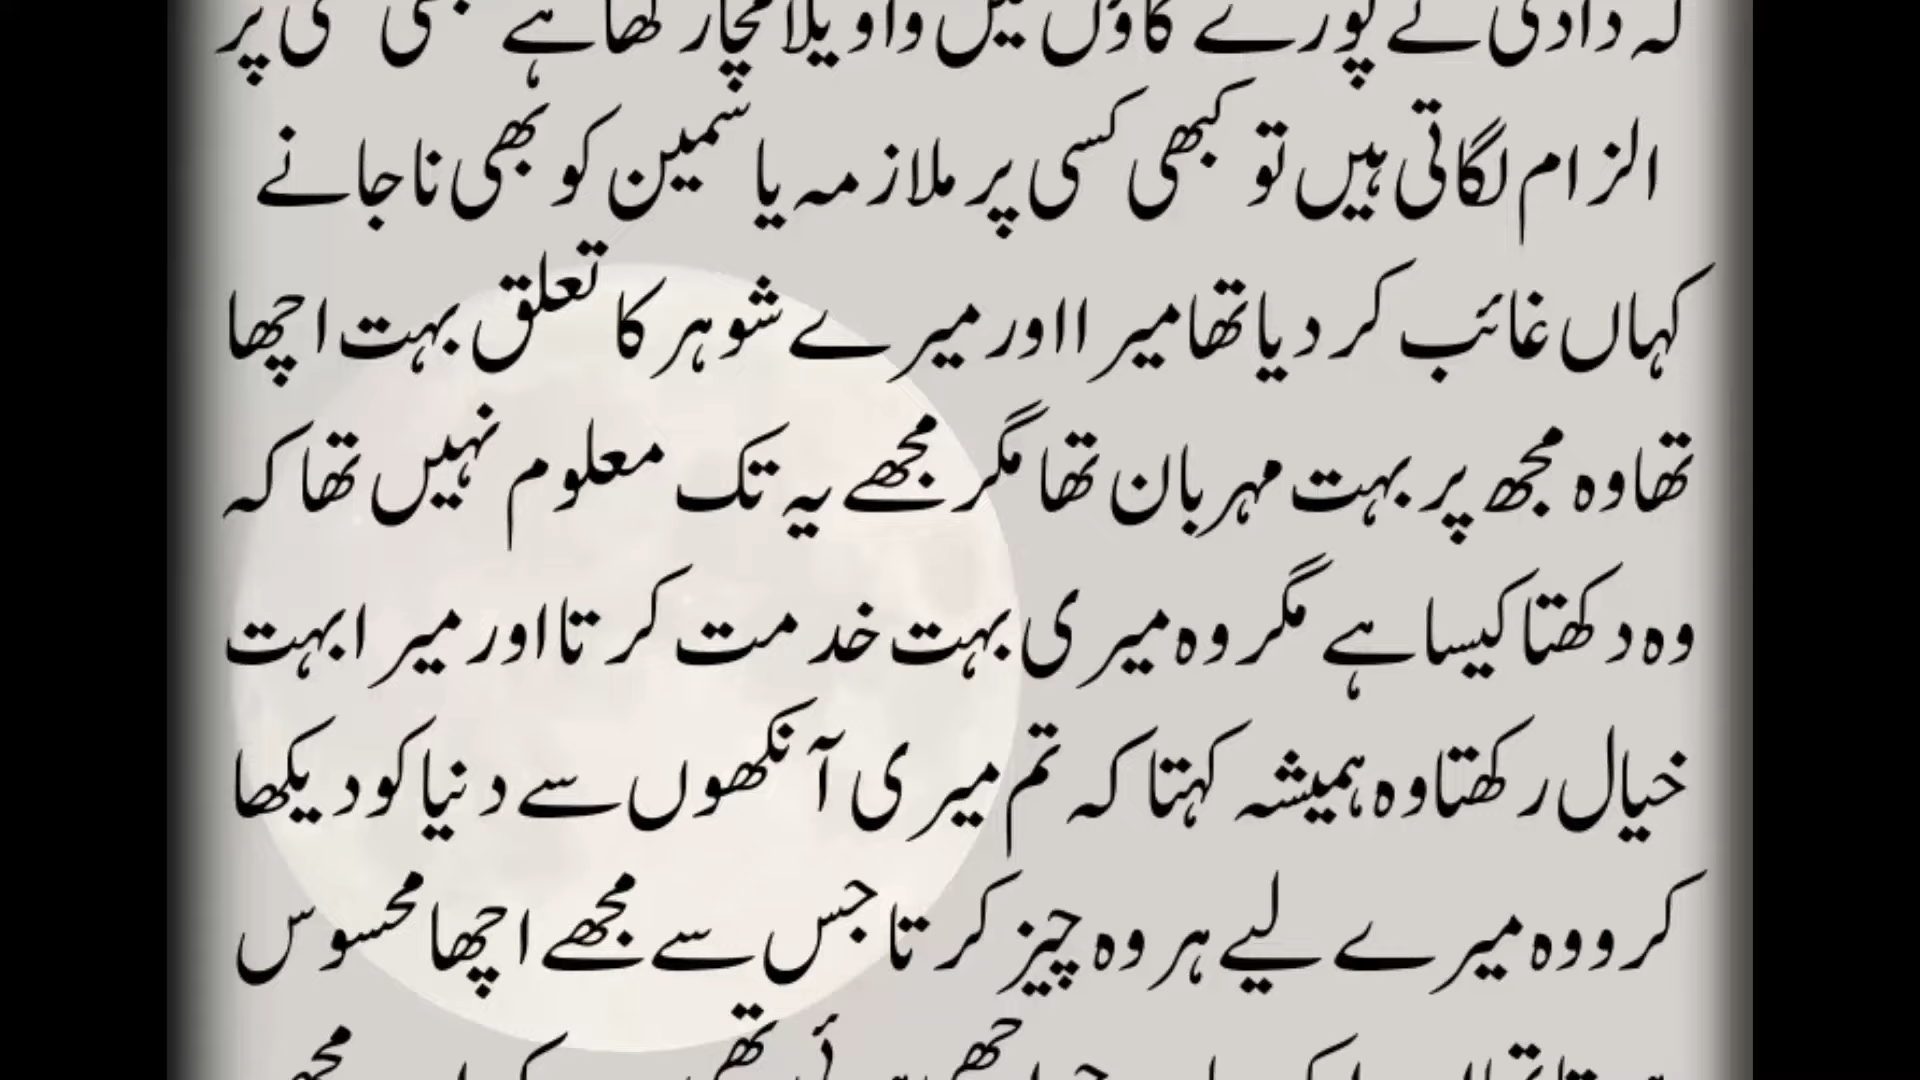 کہ دادی نے پورے گاؤں میں واویلا مچا رکھا ہے کبھی کسی پر
الزام لگاتی ہیں تو کبھی کسی پر ملازمہ یاسمین کو بھی نا جانے
کہاں غائب کر دیا تھا میرا اور میرے شوہر کا تعلق بہت اچھا
تھا وہ مجھ پر بہت مہربان تھا مگر مجھے یہ تک معلوم نہیں تھا کہ
وہ دکھتا کیسا ہے مگر وہ میری بہت خدمت کرتا اور میرا بہت
خیال رکھتا وہ ہمیشہ کہتا کہ تم میری آنکھوں سے دنیا کو دیکھا
کرو وہ میرے لیے ہر وہ چیز کرتا جس سے مجھے اچھا محسوس